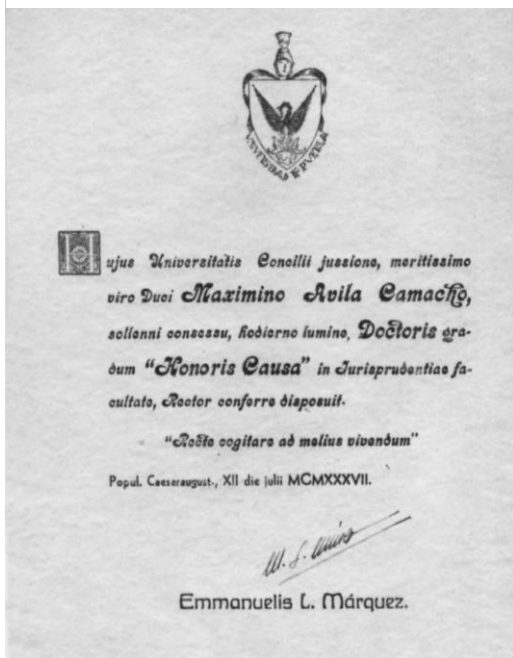 UNIVERSIDAD DE PUEBLA
Hujus Universitatis Concilii jussione, meritissimo
viro Duci Maximino Avila Camacho,
sollenni consessu, hodierno lumine, Doctoris gra-
dum “Honoris Causa” in Jurisprudentiae fa-
cultate, Rector conferre disposuit.
“Recte cogitare ad melius vivendum”
Popul. Caesaraugust., XII die julii MCMXXXVII.
Emmanuelis L. Márquez.